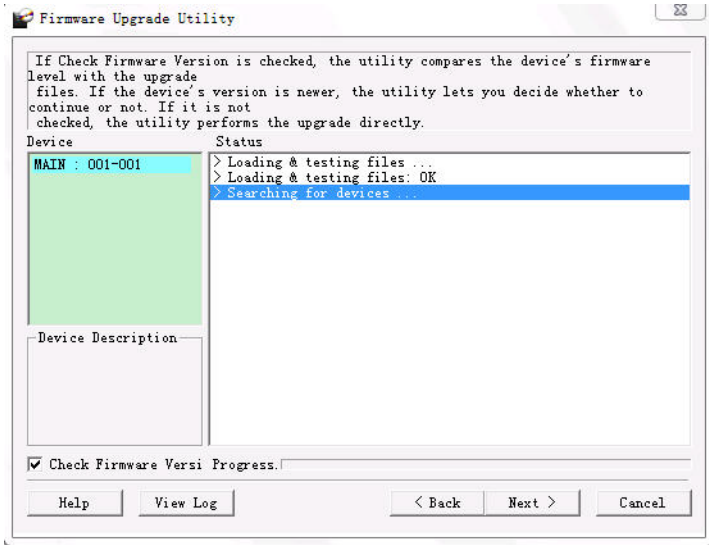 Firmware Upgrade Utility
If Check Firmware Version is checked, the utility compares the device's firmware
level with the upgrade
files. If the device's version is newer, the utility lets you decide whether to
continue or not. If it is not
checked, the utility performs the upgrade directly.
Device Status
MAIN : 001-001
> Loading & testing files ...
> Loading & testing files: OK
> Searching for devices ...
Device Description
Check Firmware Versi Progress.
Help View Log < Back Next > Cancel